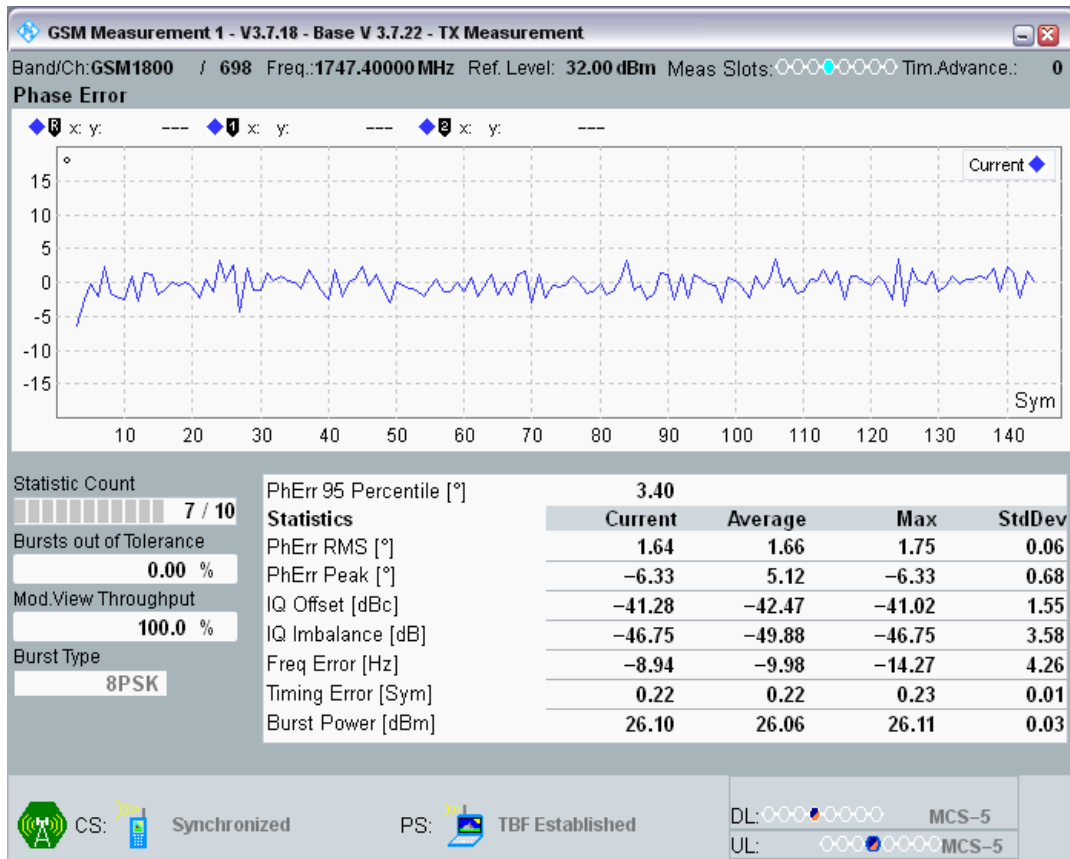 GSM Measurement 1 - V3.7.18 - Base V 3.7.22 - TX Measurement
Band/Ch:GSM1800 / 698 Freq.:1747.40000 MHz Ref. Level: 32.00 dBm Meas Slots: Tim.Advance.: 0
Phase Error
R x: y: --- 1 x: y: --- 2 x: y: ---
°
Current
15
10
5
0
-5
-10
-15
Sym
10 20 30 40 50 60 70 80 90 100 110 120 130 140
Statistic Count
7 / 10
Bursts out of Tolerance
0.00 %
Mod.View Throughput
100.0 %
Burst Type
8PSK
PhErr 95 Percentile [°] 3.40
Statistics Current Average Max StdDev
PhErr RMS [°] 1.64 1.66 1.75 0.06
PhErr Peak [°] −6.33 5.12 −6.33 0.68
IQ Offset [dBc] −41.28 −42.47 −41.02 1.55
IQ Imbalance [dB] −46.75 −49.88 −46.75 3.58
Freq Error [Hz] −8.94 −9.98 −14.27 4.26
Timing Error [Sym] 0.22 0.22 0.23 0.01
Burst Power [dBm] 26.10 26.06 26.11 0.03
CS: Synchronized PS: TBF Established
DL: MCS−5
UL: MCS−5